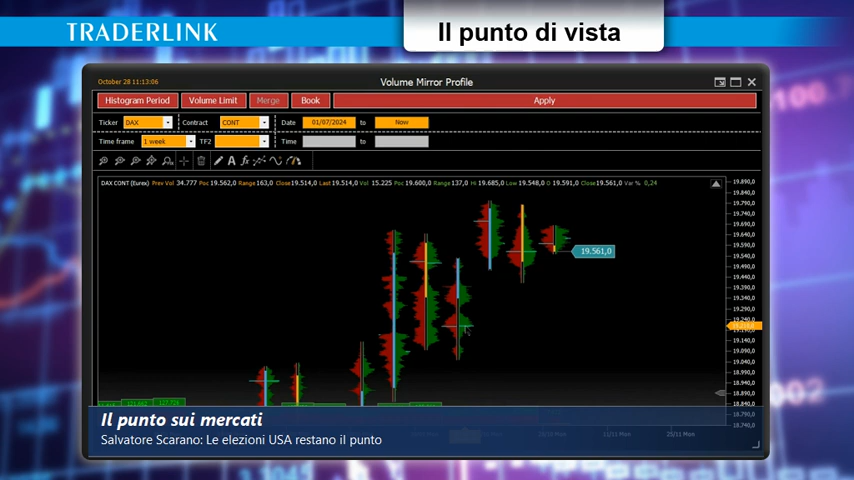 TRADERLINK
Il punto di vista
October 28 11:13:06
Volume Mirror Profile
Histogram Period Volume Limit Merge Book Apply
Ticker DAX Contract CONT Date 01/07/2024 to Now
Time frame 1 week TF2 Time to
DAX CONT (Eurex) Prev Vol 34.777 Poc 19.562,0 Range 163,0 Close 19.514,0 Last 19.514,0 Vol 15.225 Poc 19.600,0 Range 137,0 Hi 19.685,0 Low 19.548,0 O 19.591,0 Close 19.561,0 Var % 0,24
19.890,0
19.840,0
19.790,0
19.740,0
19.690,0
19.640,0
19.590,0
19.561,0
19.540,0
19.490,0
19.440,0
19.390,0
19.340,0
19.290,0
19.240,0
19.140,0
19.090,0
19.040,0
18.990,0
18.940,0
18.890,0
18.840,0
18.790,0
18.740,0
Il punto sui mercati
Salvatore Scarano: Le elezioni USA restano il punto
11/11 Mon 25/11 Mon